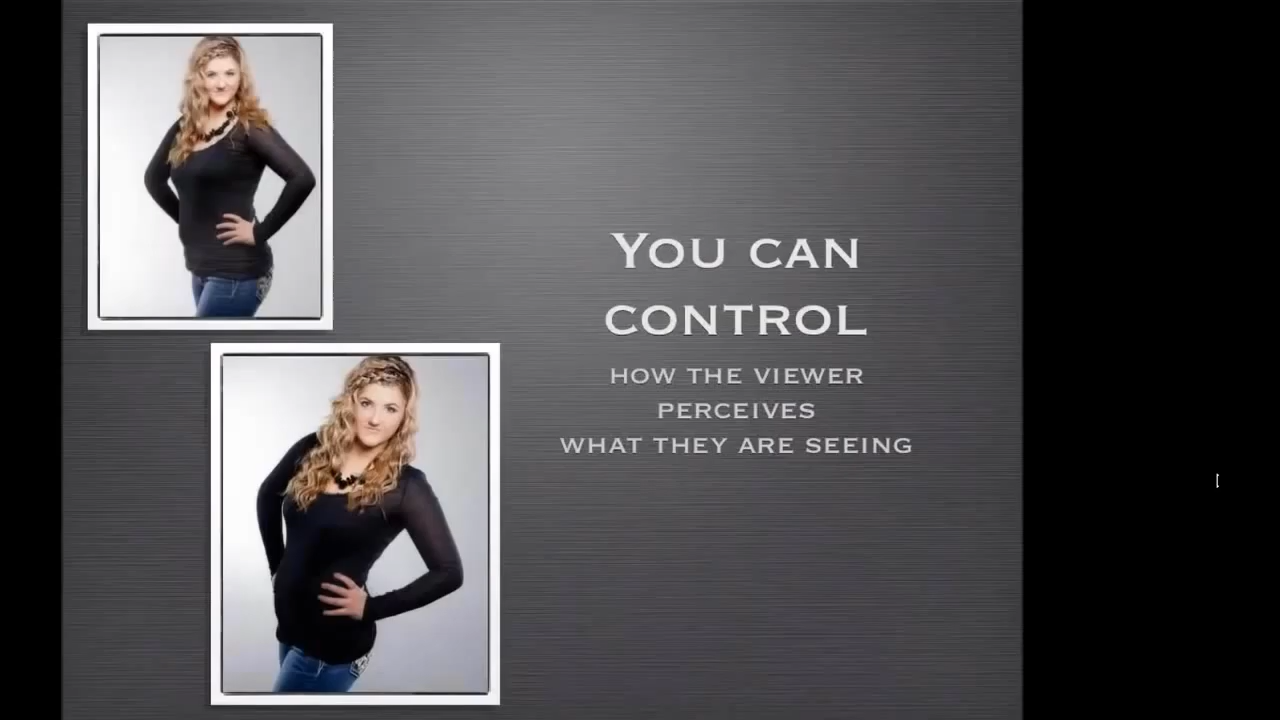 You can
control
how the viewer
perceives
what they are seeing